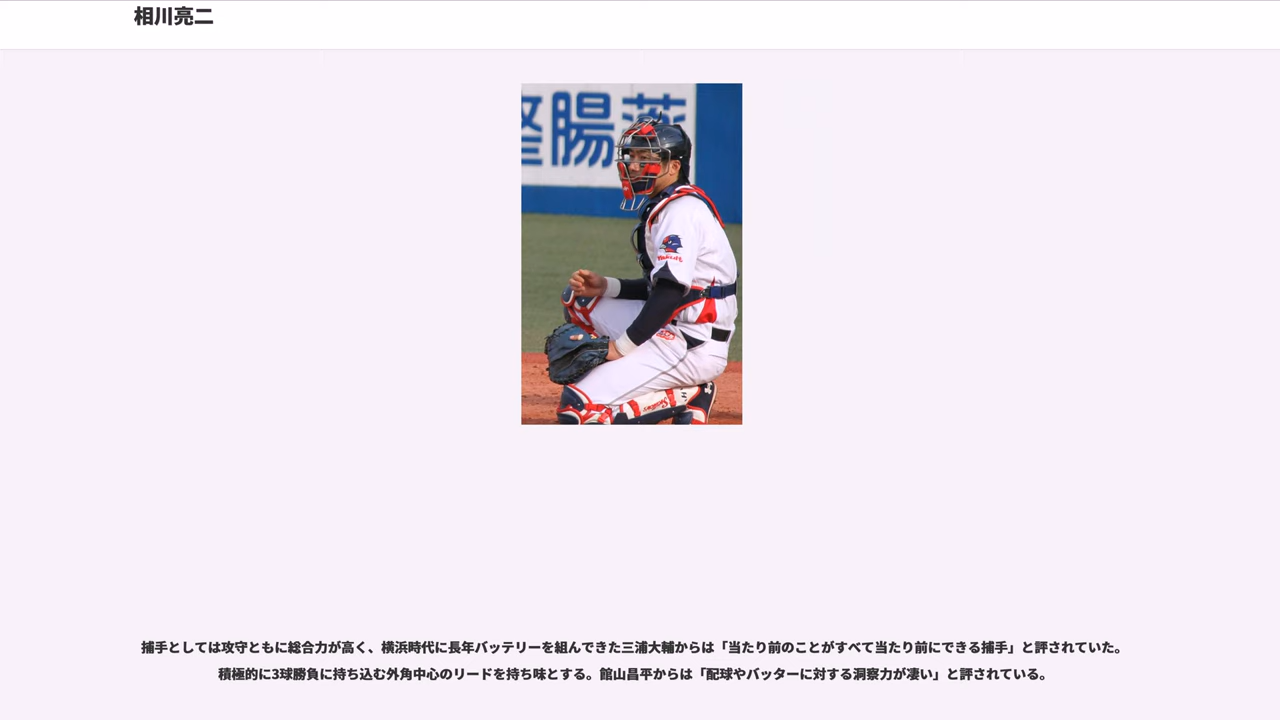 相川亮二
腸薬
Yakult
捕手としては攻守ともに総合力が高く、横浜時代に長年バッテリーを組んできた三浦大輔からは「当たり前のことがすべて当たり前にできる捕手」と評されていた。
積極的に3球勝負に持ち込む外角中心のリードを持ち味とする。館山昌平からは「配球やバッターに対する洞察力が凄い」と評されている。